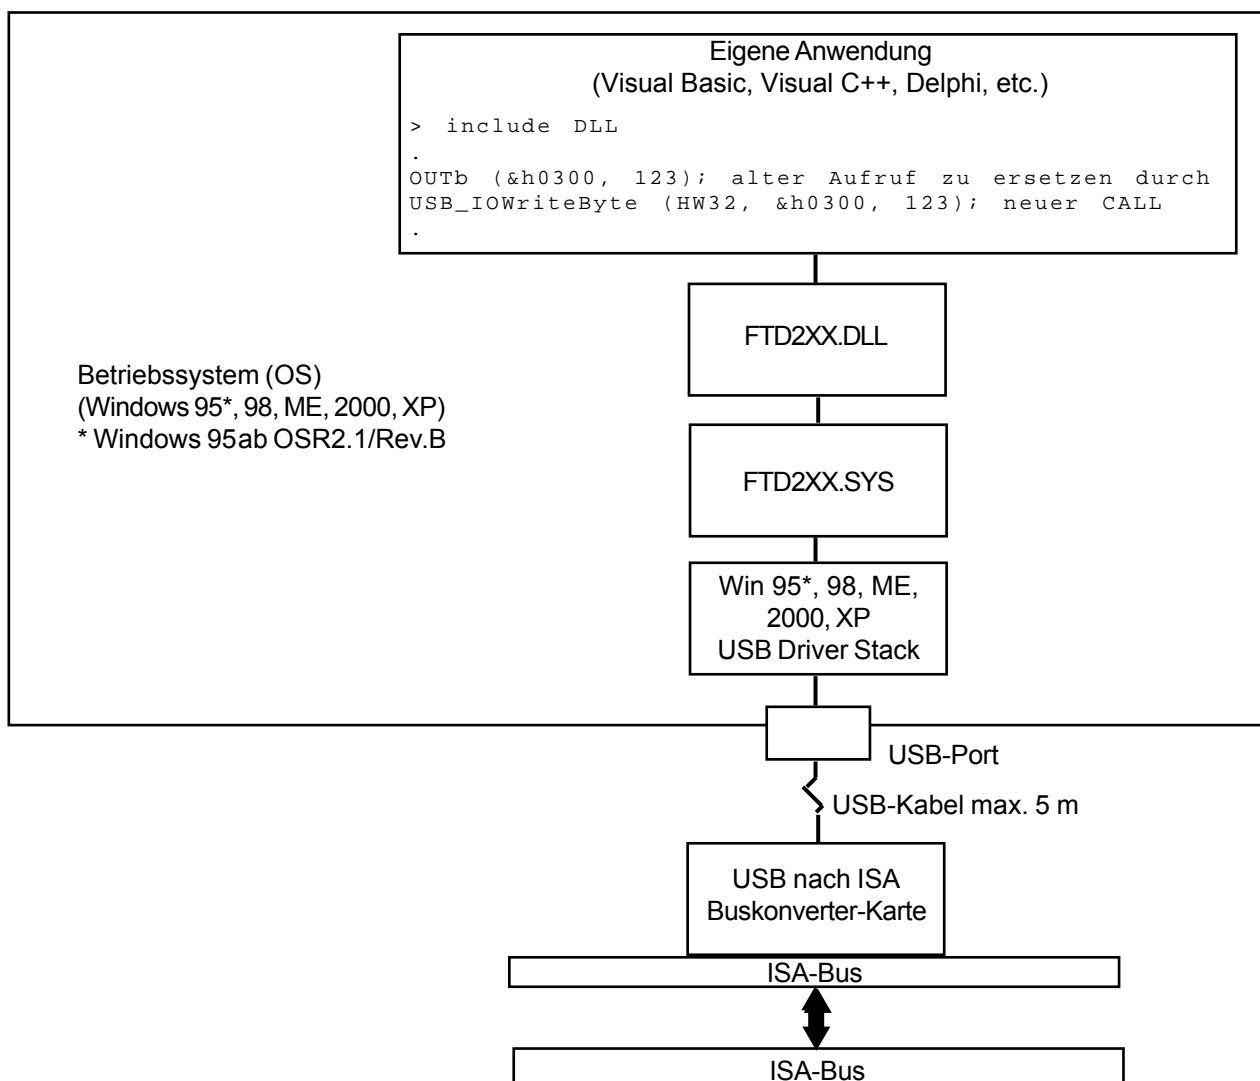 Eigene Anwendung
(Visual Basic, Visual C++, Delphi, etc.)
> include DLL
.
OUTb (&h0300, 123); alter Aufruf zu ersetzen durch
USB_IOWriteByte (HW32, &h0300, 123); neuer CALL
.
FTD2XX.DLL
Betriebssystem (OS)
(Windows 95*, 98, ME, 2000, XP)
* Windows 95ab OSR2.1/Rev.B
FTD2XX.SYS
Win 95*, 98, ME,
2000, XP
USB Driver Stack
USB-Port
USB-Kabel max. 5 m
USB nach ISA
Buskonverter-Karte
ISA-Bus
ISA-Bus